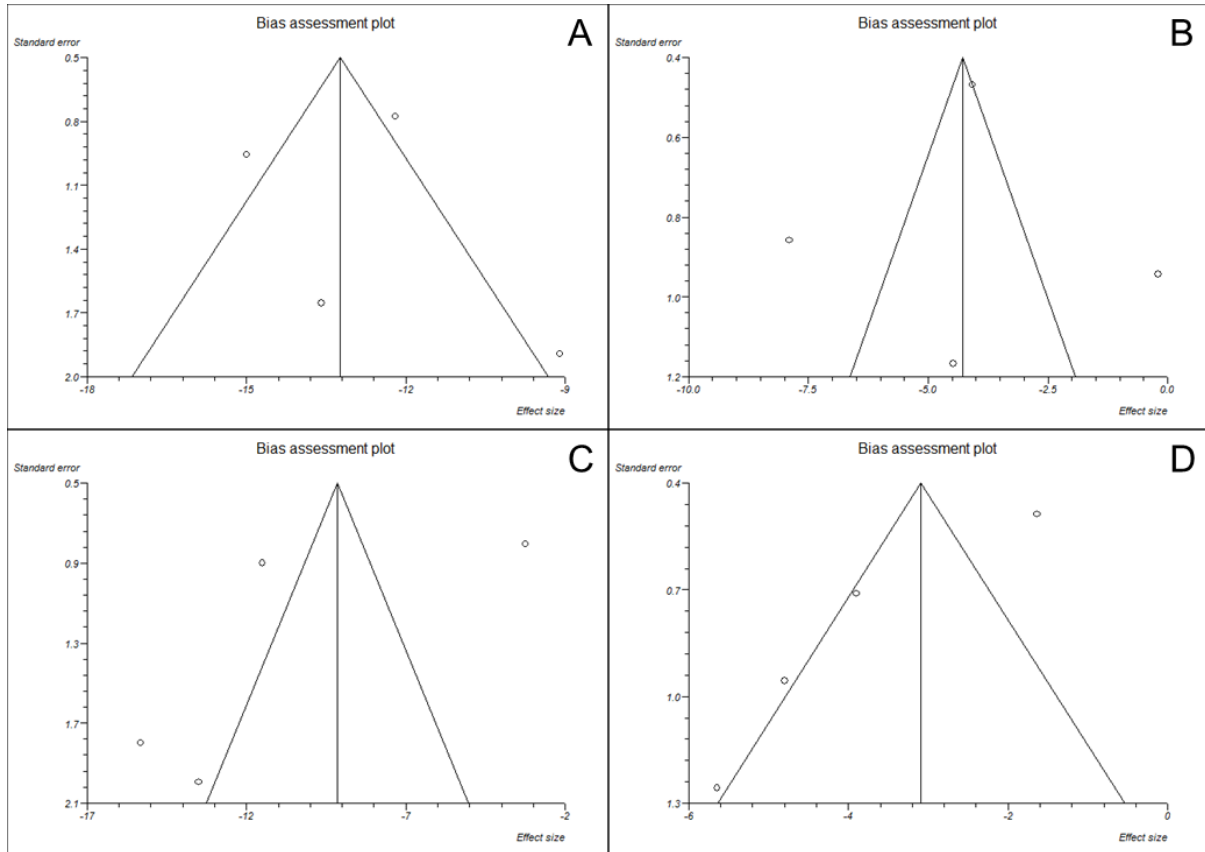 Bias assessment plot
A
Standard error
0.5
0.8
1.1
1.4
1.7
2.0
-18
-15
-12
-9
Effect size
Bias assessment plot
B
Standard error
0.4
0.6
0.8
1.0
1.2
-10.0
-7.5
-5.0
-2.5
0.0
Effect size
Bias assessment plot
C
Standard error
0.5
0.9
1.3
1.7
2.1
-17
-12
-7
-2
Effect size
Bias assessment plot
D
Standard error
0.4
0.7
1.0
1.3
-6
-4
-2
0
Effect size